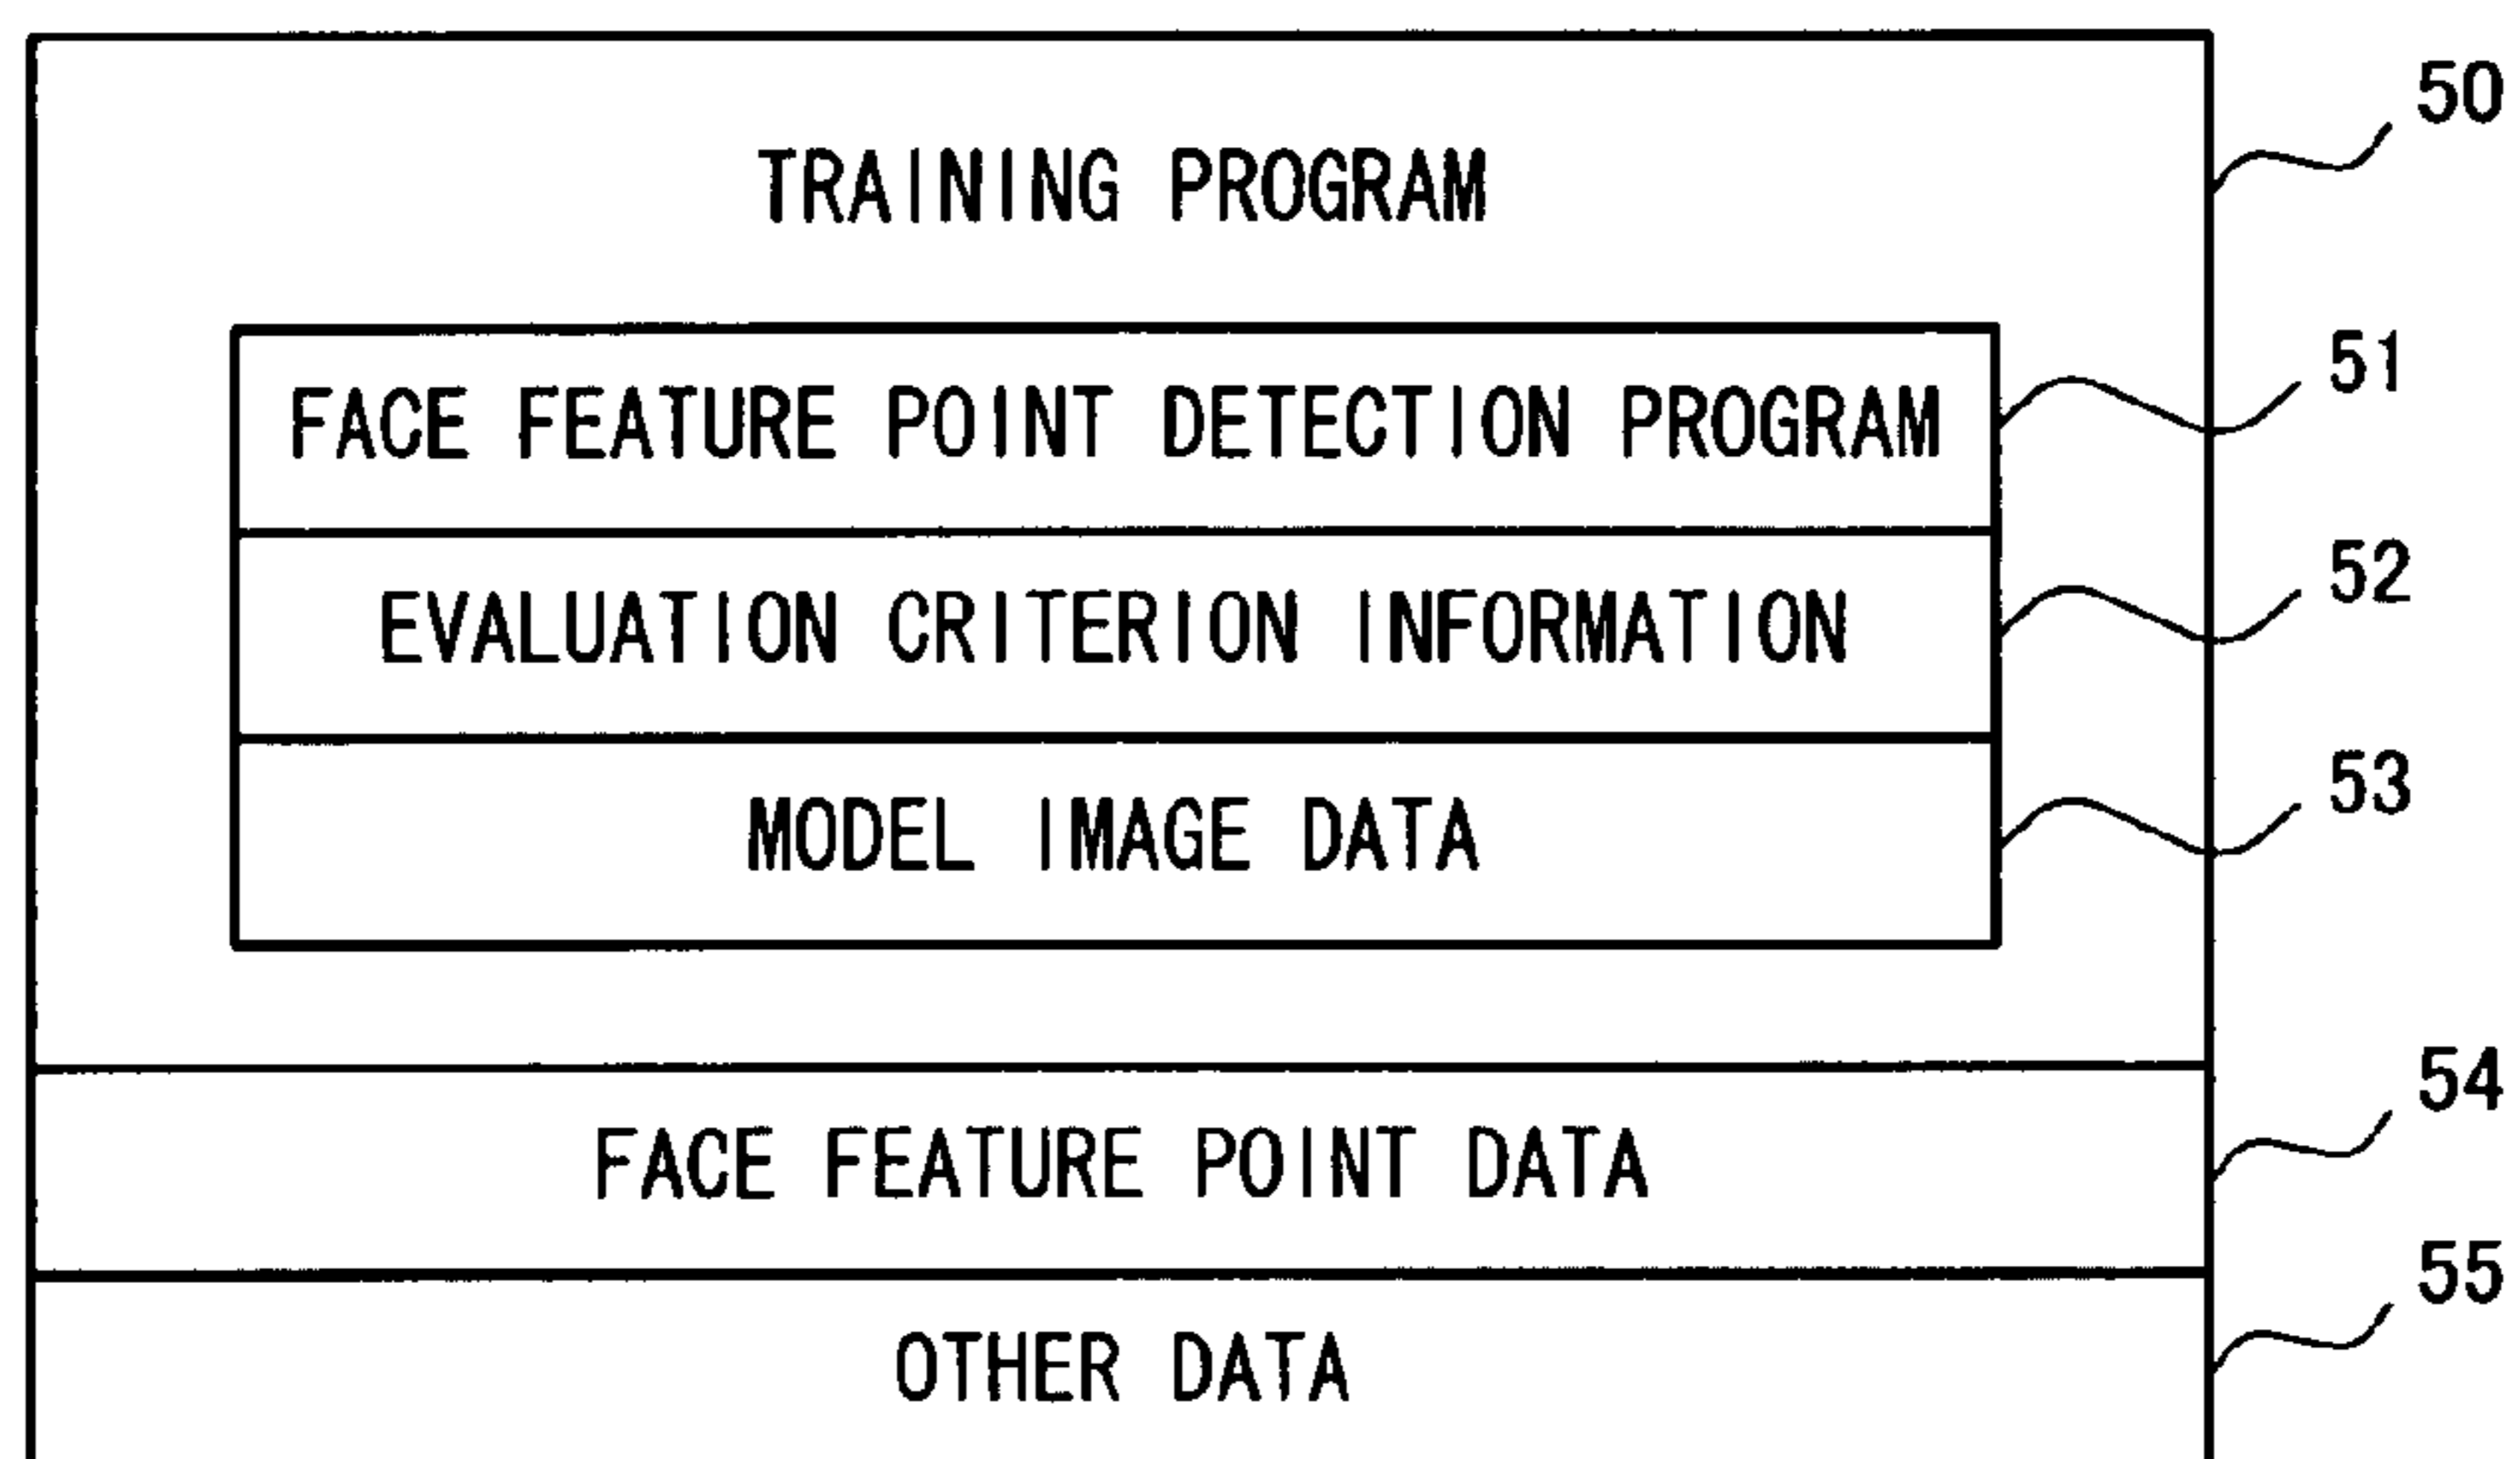 50
TRAINING PROGRAM
FACE FEATURE POINT DETECTION PROGRAM 51
EVALUATION CRITERION INFORMATION 52
MODEL IMAGE DATA 53
FACE FEATURE POINT DATA 54
OTHER DATA 55